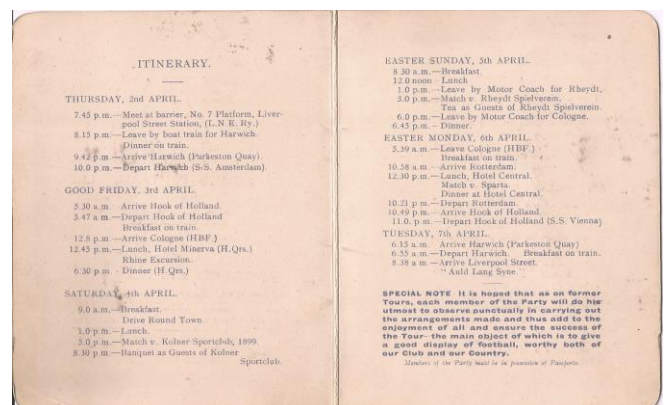 ITINERARY.
THURSDAY, 2nd APRIL.
7.45 p.m.—Meet at barrier, No. 7 Platform, Liver-
pool Street Station, (L.N.E. Ry.)
8.15 p.m.—Leave by boat train for Harwich.
Dinner on train.
9.42 p.m.—Arrive Harwich (Parkeston Quay).
10.0 p.m.—Depart Harwich (S.S. Amsterdam).
GOOD FRIDAY, 3rd APRIL.
5.30 a.m. Arrive Hook of Holland.
5.47 a.m.—Depart Hook of Holland
Breakfast on train.
12.8 p.m.—Arrive Cologne (HBF.)
12.45 p.m.—Lunch, Hotel Minerva (H.Qrs.)
Rhine Excursion.
6.30 p.m.—Dinner (H.Qrs.)
SATURDAY, 4th APRIL.
9.0 a.m.—Breakfast.
Drive Round Town.
1.0 p.m.—Lunch.
5.0 p.m.—Match v. Kolner Sportclub, 1899.
8.30 p.m.—Banquet as Guests of Kolner
Sportclub.
EASTER SUNDAY, 5th APRIL.
8.30 a.m.—Breakfast.
12.0 noon—Lunch
1.0 p.m.—Leave by Motor Coach for Rheydt.
3.0 p.m.—Match v. Rheydt Spielverein.
Tea as Guests of Rheydt Spielverein.
6.0 p.m.—Leave by Motor Coach for Cologne.
6.45 p.m.—Dinner.
EASTER MONDAY, 6th APRIL
5.39 a.m.—Leave Cologne (HBF.)
Breakfast on train.
10.58 a.m.—Arrive Rotterdam.
12.30 p.m.—Lunch, Hotel Central.
Match v. Sparta.
Dinner at Hotel Central.
10.21 p.m.—Depart Rotterdam.
10.49 p.m.—Arrive Hook of Holland.
11.0. p.m.—Depart Hook of Holland (S.S. Vienna)
TUESDAY, 7th APRIL.
6.15 a.m. Arrive Harwich (Parkeston Quay)
6.55 a.m.—Depart Harwich. Breakfast on train.
8.38 a.m.—Arrive Liverpool Street.
"Auld Lang Syne."
SPECIAL NOTE It is hoped that as on former
Tours, each member of the Party will do his
utmost to observe punctually in carrying out
the arrangements made and thus add to the
enjoyment of all and ensure the success of
the Tour—the main object of which is to give
a good display of football, worthy both of
our Club and our Country.
Members of the Party must be in possession of Passports.